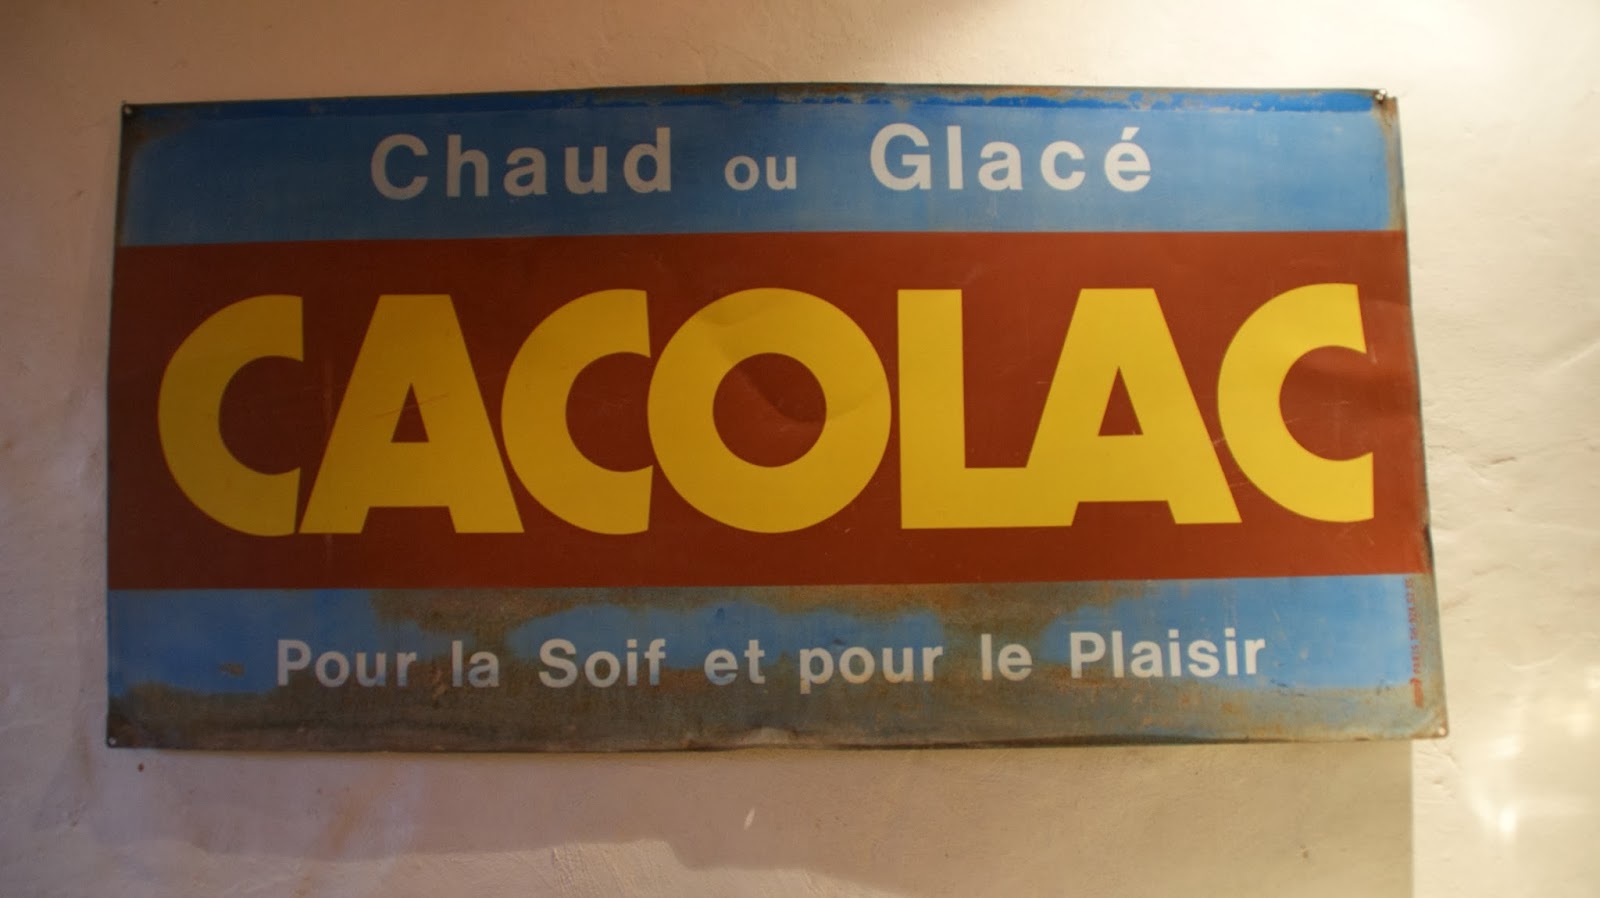 Chaud ou Glacé
CACOLAC
Pour la Soif et pour le Plaisir